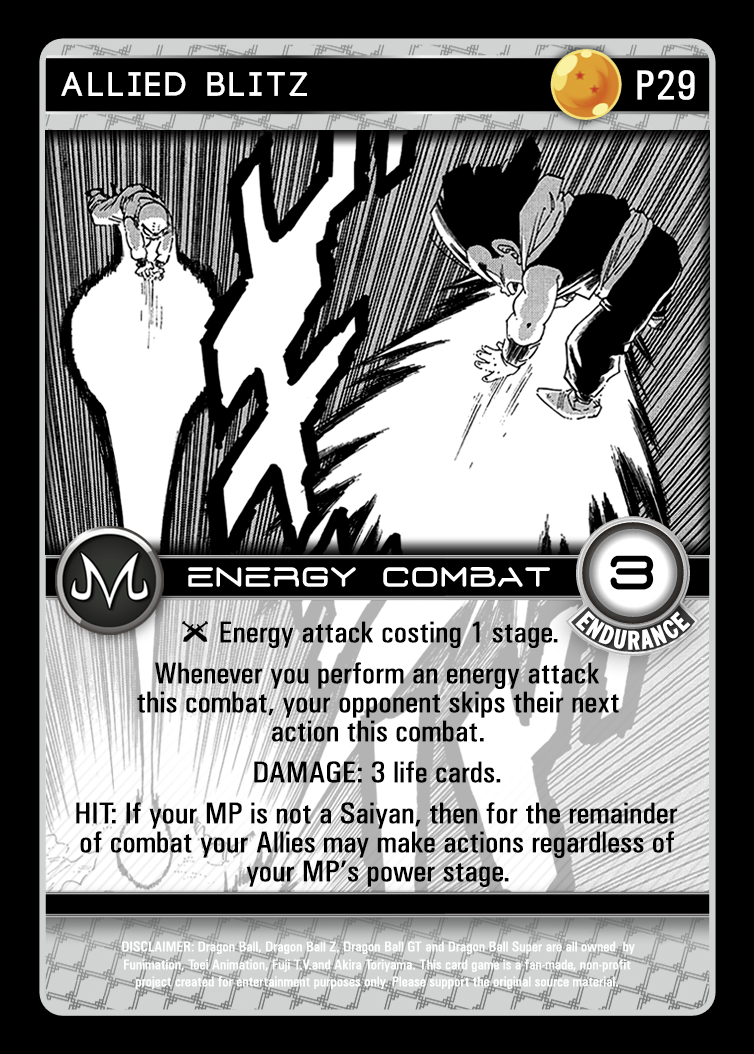 ALLIED BLITZ
P29
ENERGY COMBAT
3
ENDURANCE
Energy attack costing 1 stage.
Whenever you perform an energy attack
this combat, your opponent skips their next
action this combat.
DAMAGE: 3 life cards.
HIT: If your MP is not a Saiyan, then for the remainder
of combat your Allies may make actions regardless of
your MP's power stage.
DISCLAIMER: Dragon Ball, Dragon Ball Z, Dragon Ball GT and Dragon Ball Super are all owned by
Funimation, Toei Animation, Fuji T.V.and Akira Toriyama. This card game is a fan-made, non-profit
project created for entertainment purposes only. Please support the original source material.